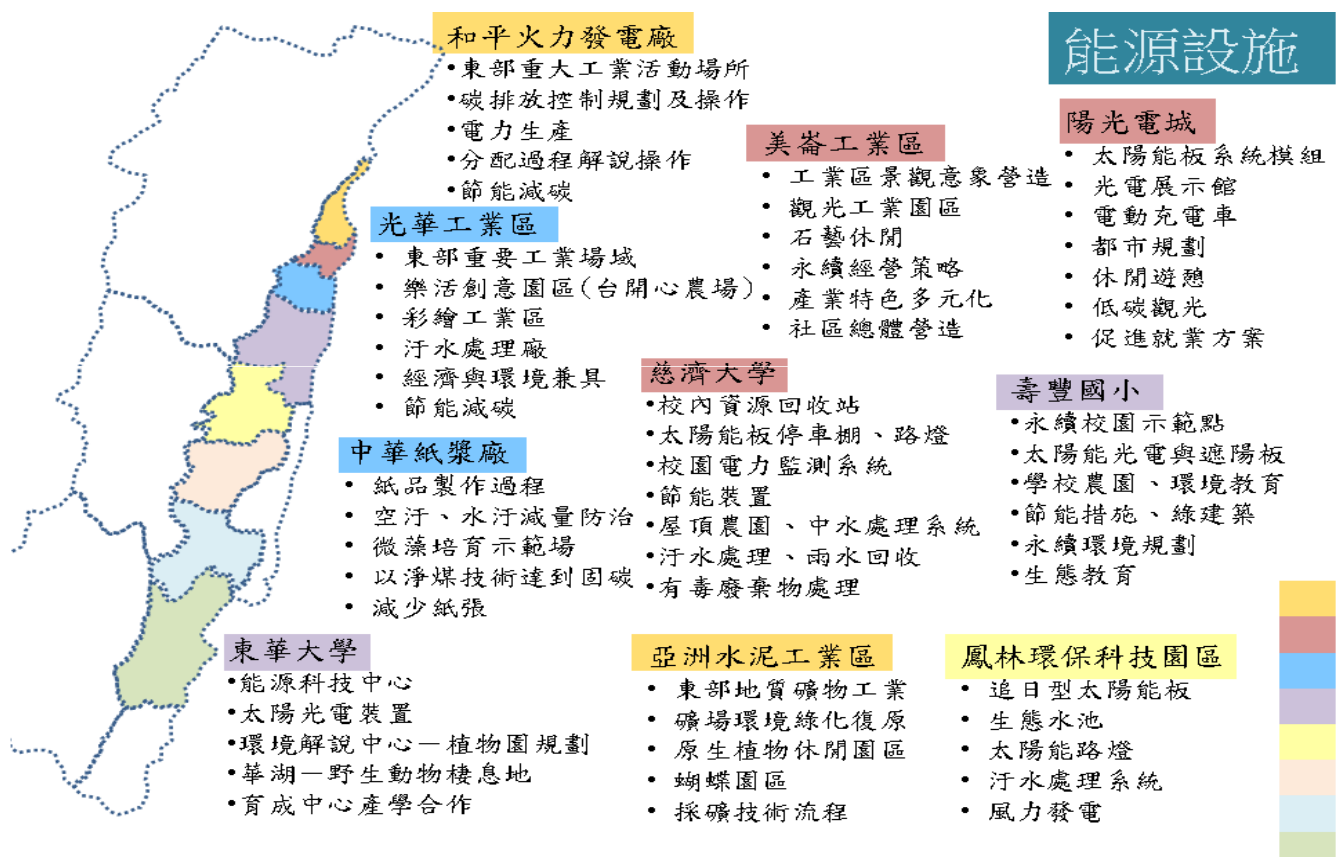 能源設施
和平火力發電廠
•東部重大工業活動場所
•碳排放控制規劃及操作
•電力生產
•分配過程解說操作
•節能減碳
美崙工業區
• 工業區景觀意象營造
• 觀光工業園區
• 石藝休閒
• 永續經營策略
• 產業特色多元化
• 社區總體營造
陽光電城
• 太陽能板系統模組
• 光電展示館
• 電動充電車
• 都市規劃
• 休閒遊憩
• 低碳觀光
• 促進就業方案
光華工業區
• 東部重要工業場域
• 樂活創意園區(台開心農場)
• 彩繪工業區
• 汙水處理廠
• 經濟與環境兼具
• 節能減碳
慈濟大學
•校內資源回收站
•太陽能板停車棚、路燈
•校園電力監測系統
•節能裝置
•屋頂農園、中水處理系統
•汙水處理、雨水回收
•有毒廢棄物處理
壽豐國小
•永續校園示範點
•太陽能光電與遮陽板
•學校農園、環境教育
•節能措施、綠建築
•永續環境規劃
•生態教育
中華紙漿廠
• 紙品製作過程
• 空汙、水汙減量防治
• 微藻培育示範場
• 以淨煤技術達到固碳
• 減少紙張
東華大學
•能源科技中心
•太陽光電裝置
•環境解說中心－植物園規劃
•華湖－野生動物棲息地
•育成中心產學合作
亞洲水泥工業區
• 東部地質礦物工業
• 礦場環境綠化復原
• 原生植物休閒園區
• 蝴蝶園區
• 採礦技術流程
鳳林環保科技園區
• 追日型太陽能板
• 生態水池
• 太陽能路燈
• 汙水處理系統
• 風力發電